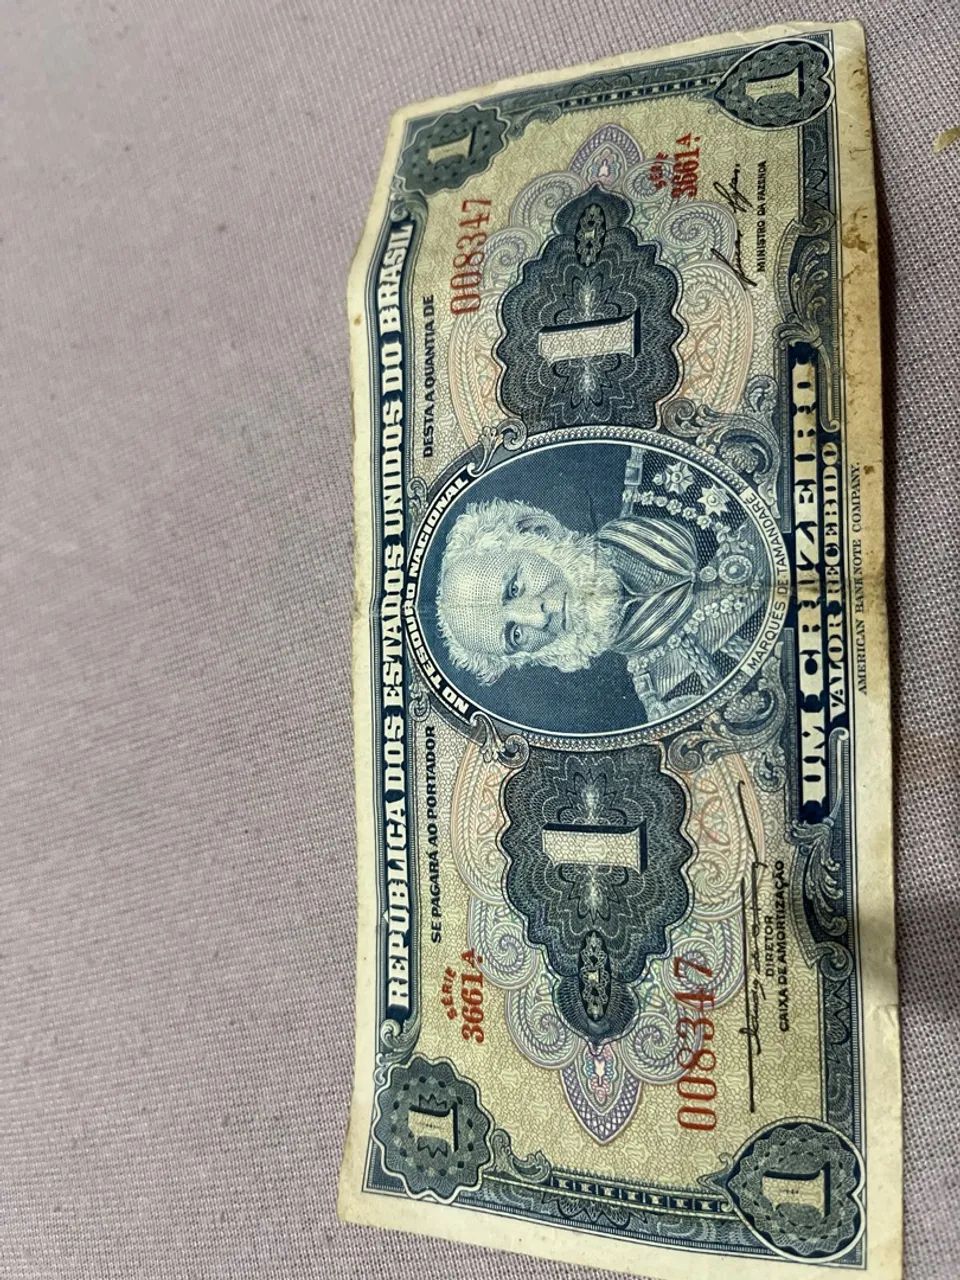 REPÚBLICA DOS ESTADOS UNIDOS DO BRASIL
1
1
SE PAGARÁ AO PORTADOR
NO TESOURO NACIONAL
DESTA A QUANTIA DE
SÉRIE
3661A
008347
1
1
1
1
008347
SÉRIE
3661A
DIRETOR
CAIXA DE AMORTIZAÇÃO
MARQUÊS DE TAMANDARÉ
MINISTRO DA FAZENDA
1
UM CRUZEIRO
1
VALOR RECEBIDO
AMERICAN BANK NOTE COMPANY.